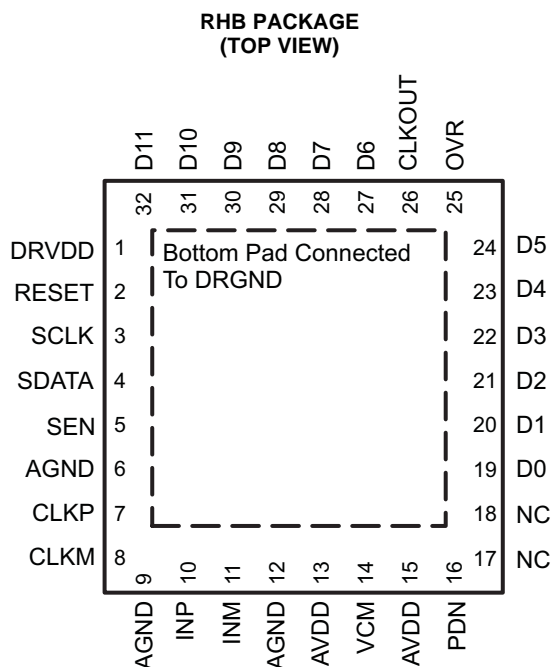 RHB PACKAGE
(TOP VIEW)
D11 D10 D9 D8 D7 D6 CLKOUT OVR
32 31 30 29 28 27 26 25
DRVDD 1 Bottom Pad Connected 24 D5
RESET 2 To DRGND 23 D4
SCLK 3 22 D3
SDATA 4 21 D2
SEN 5 20 D1
AGND 6 19 D0
CLKP 7 18 NC
CLKM 8 17 NC
9 10 11 12 13 14 15 16
AGND INP INM AGND AVDD VCM AVDD PDN